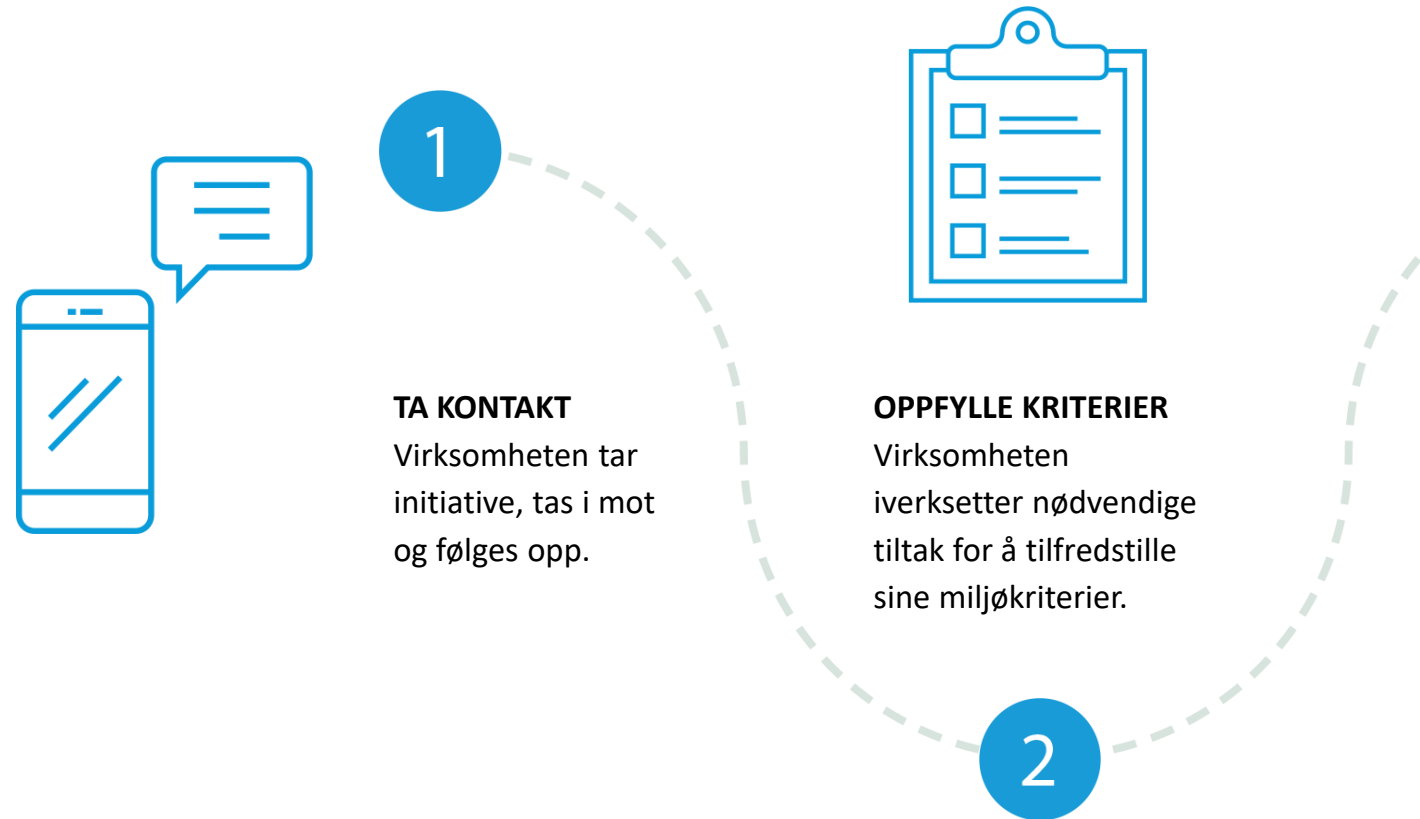 1
TA KONTAKT
Virksomheten tar
initiative, tas i mot
og følges opp.
OPPFYLLE KRITERIER
Virksomheten
iverksetter nødvendige
tiltak for å tilfredstille
sine miljøkriterier.
2